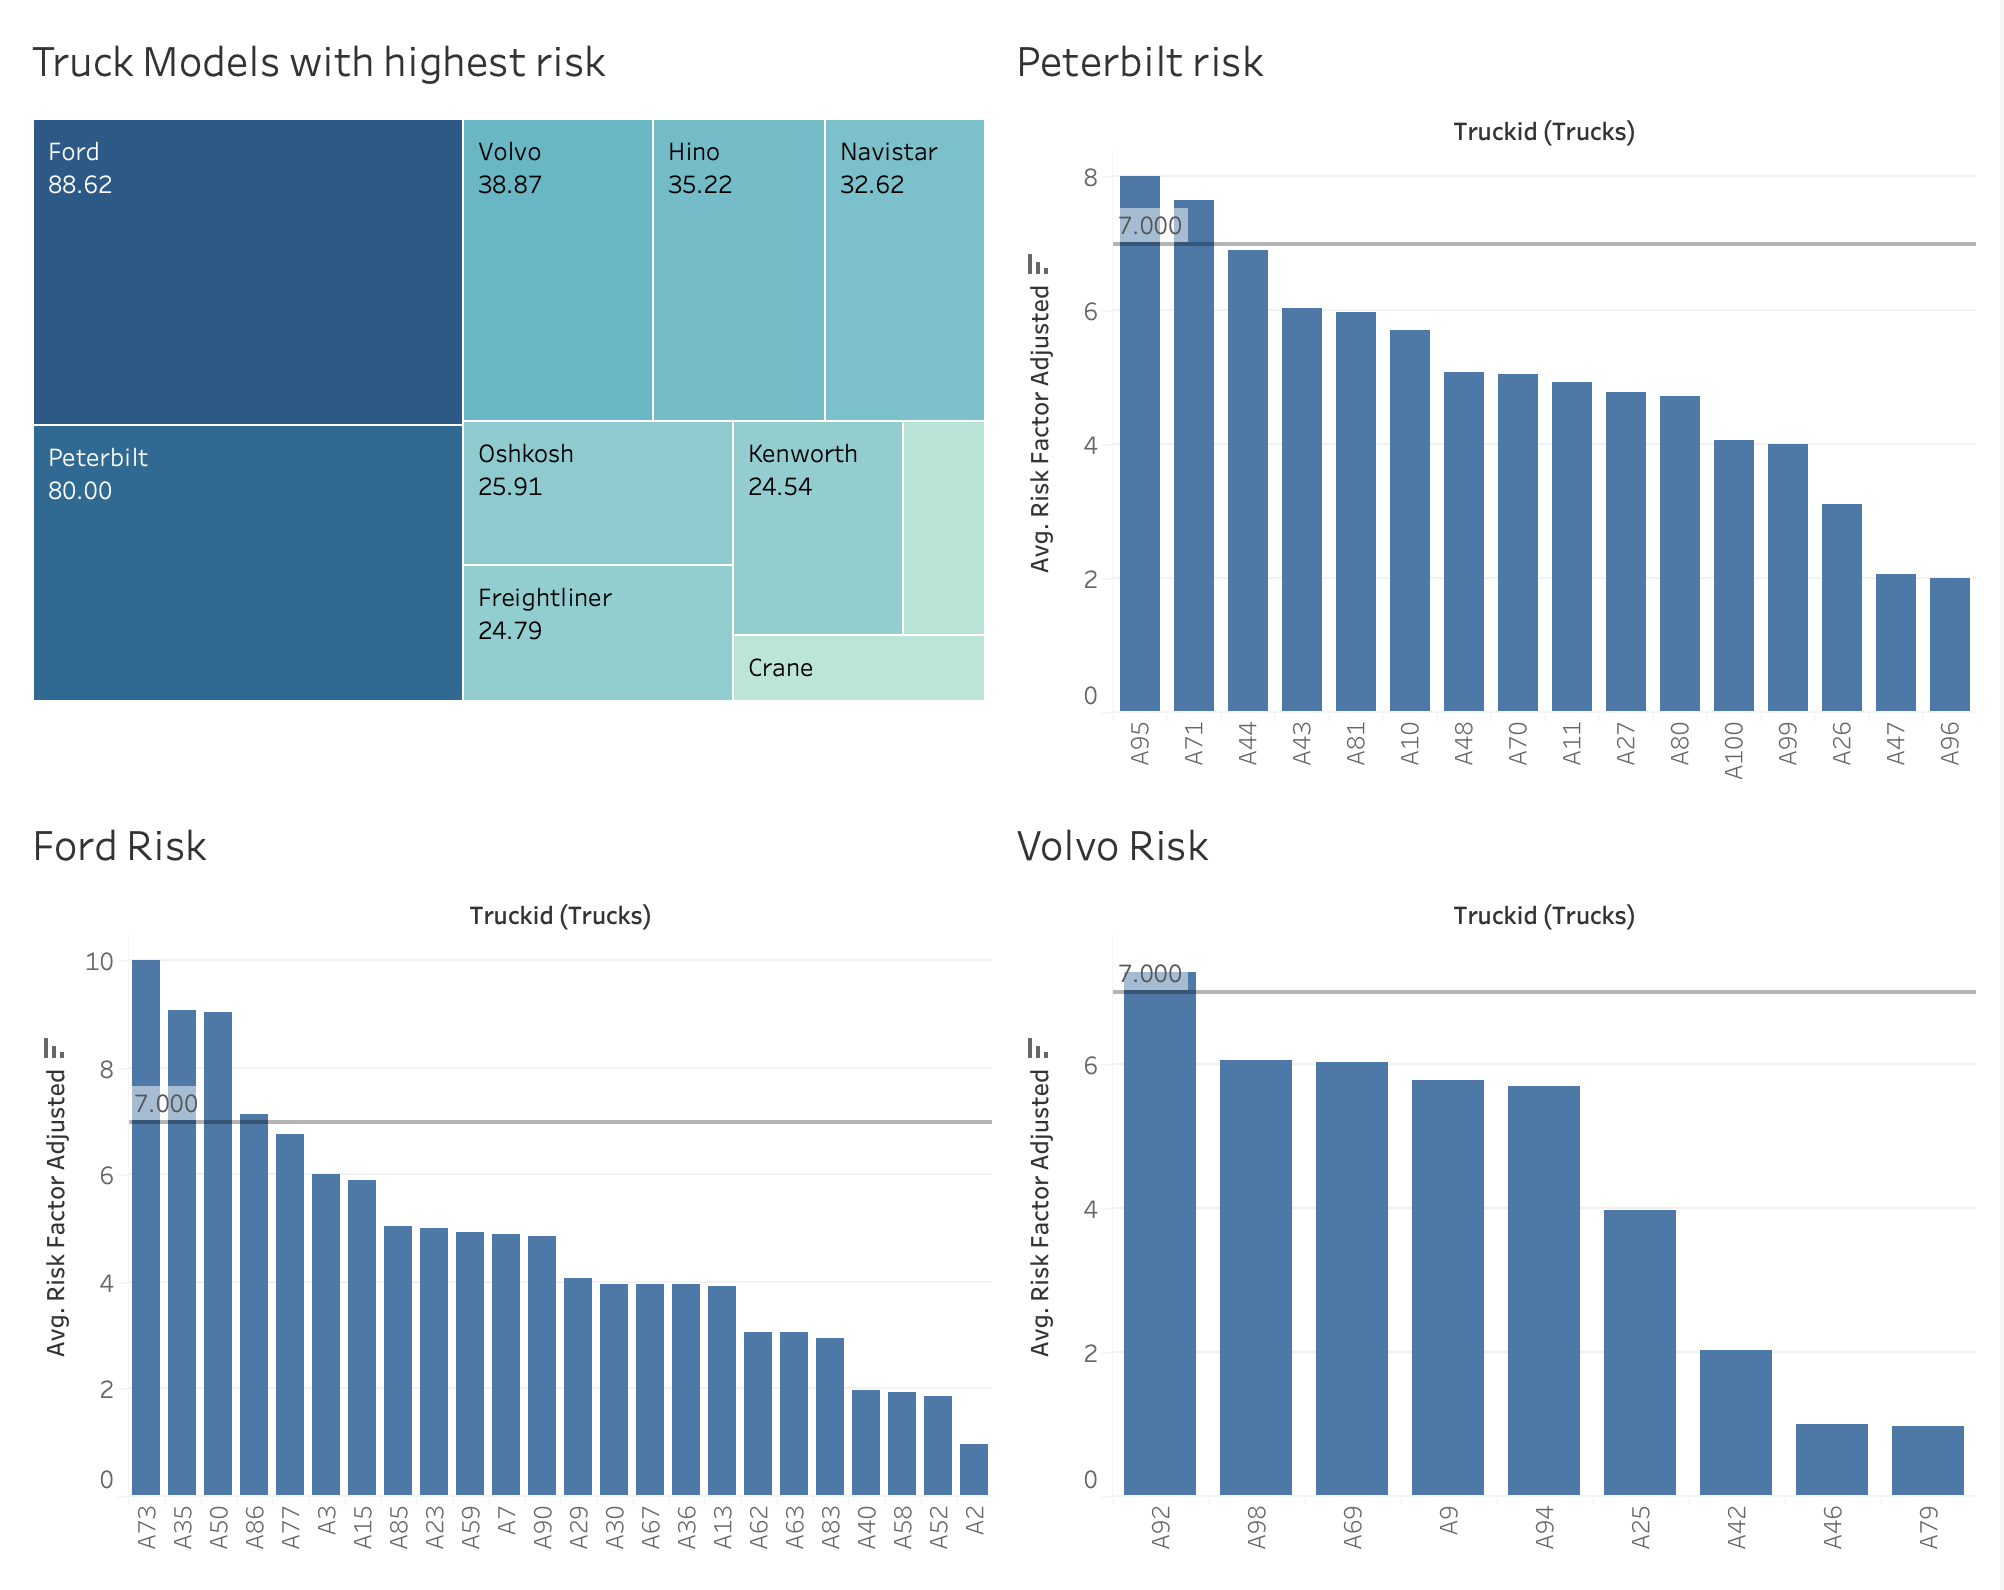 Truck Models with highest risk
Ford
88.62
Peterbilt
80.00
Volvo
38.87
Hino
35.22
Navistar
32.62
Oshkosh
25.91
Freightliner
24.79
Kenworth
24.54
Crane
Peterbilt risk
Truckid (Trucks)
Avg. Risk Factor Adjusted
8
6
4
2
0
7.000
A95
A71
A44
A43
A81
A10
A48
A70
A11
A27
A80
A100
A99
A26
A47
A96
Ford Risk
Truckid (Trucks)
Avg. Risk Factor Adjusted
10
8
6
4
2
0
7.000
A73
A35
A50
A86
A77
A3
A15
A85
A23
A59
A7
A90
A29
A30
A67
A36
A13
A62
A63
A83
A40
A58
A52
A2
Volvo Risk
Truckid (Trucks)
Avg. Risk Factor Adjusted
6
4
2
0
7.000
A92
A98
A69
A9
A94
A25
A42
A46
A79